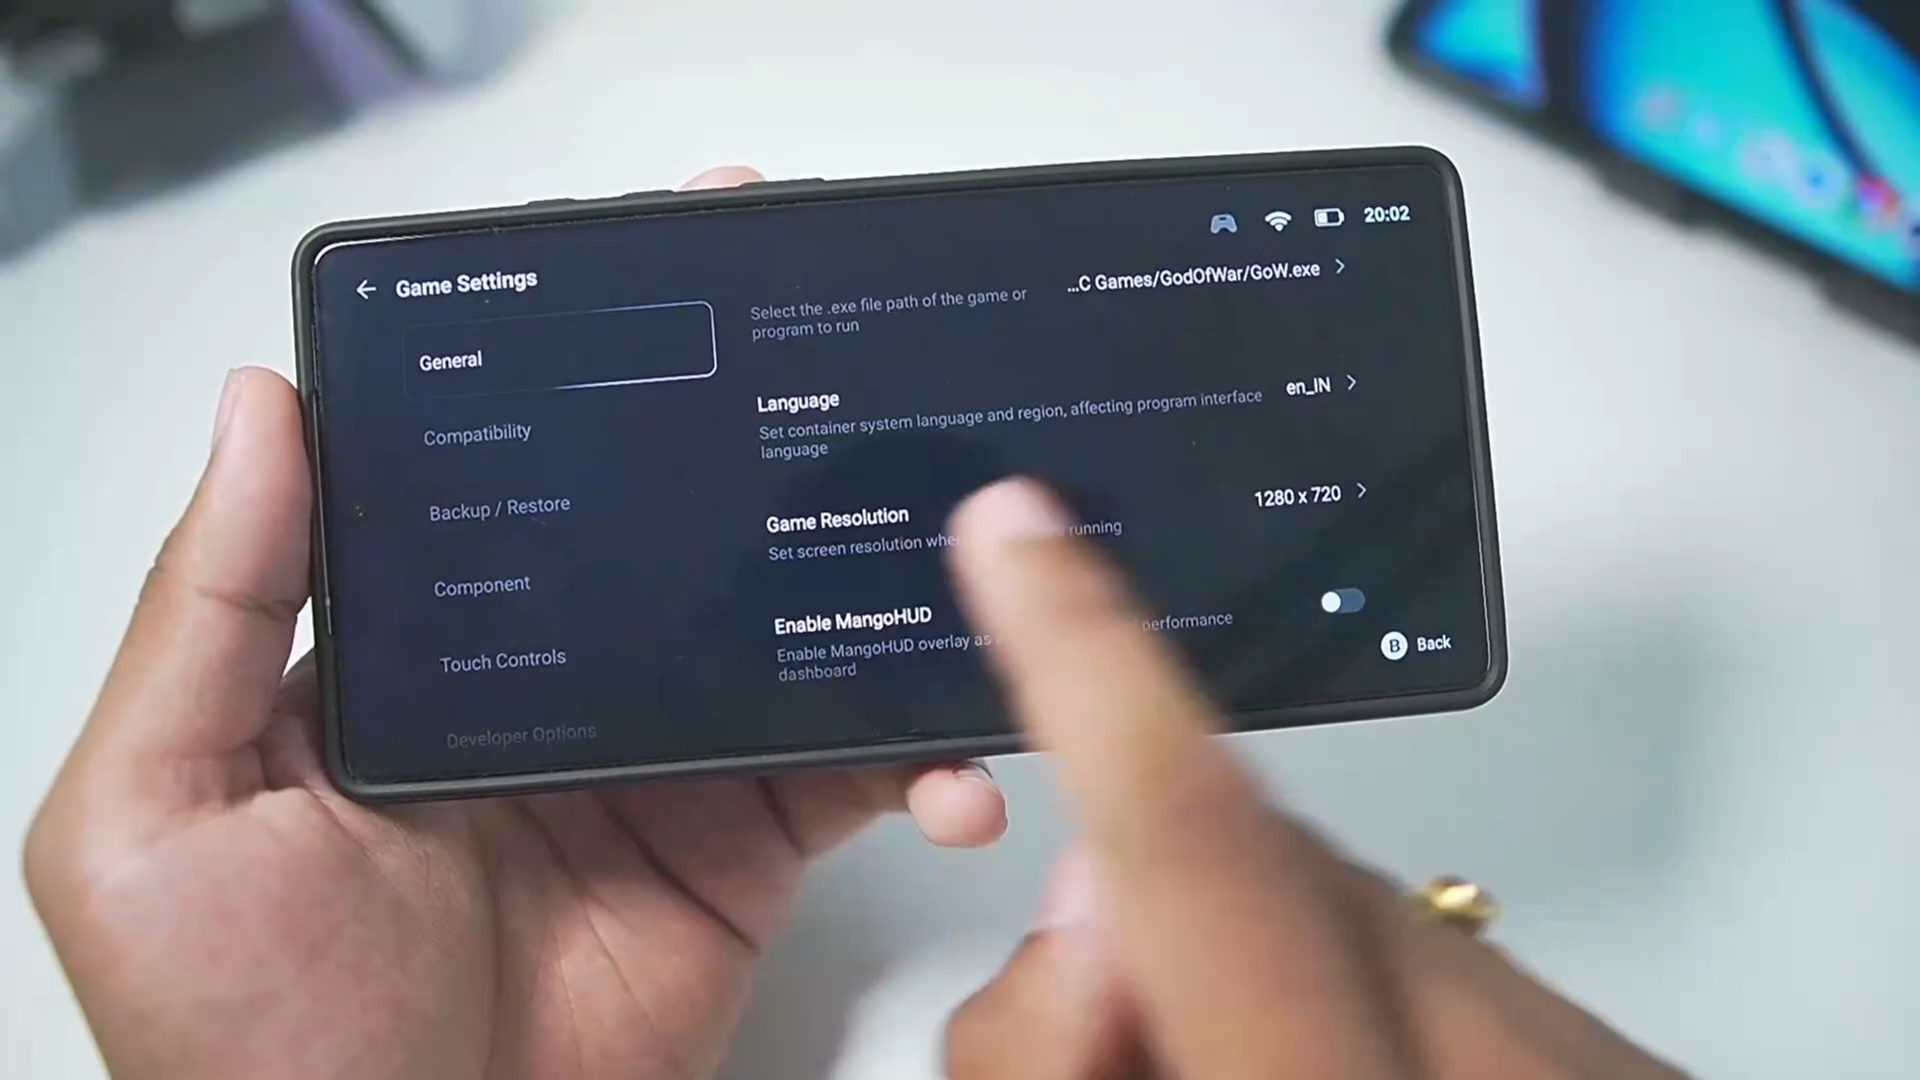 20:02
Game Settings
General
Compatibility
Backup / Restore
Component
Touch Controls
Developer Options
...C Games/GodOfWar/GoW.exe
Select the .exe file path of the game or
program to run
Language
en_IN
Set container system language and region, affecting program interface
language
Game Resolution
1280 x 720
Set screen resolution running
Enable MangoHUD
Enable MangoHUD overlay as performance
dashboard
B Back